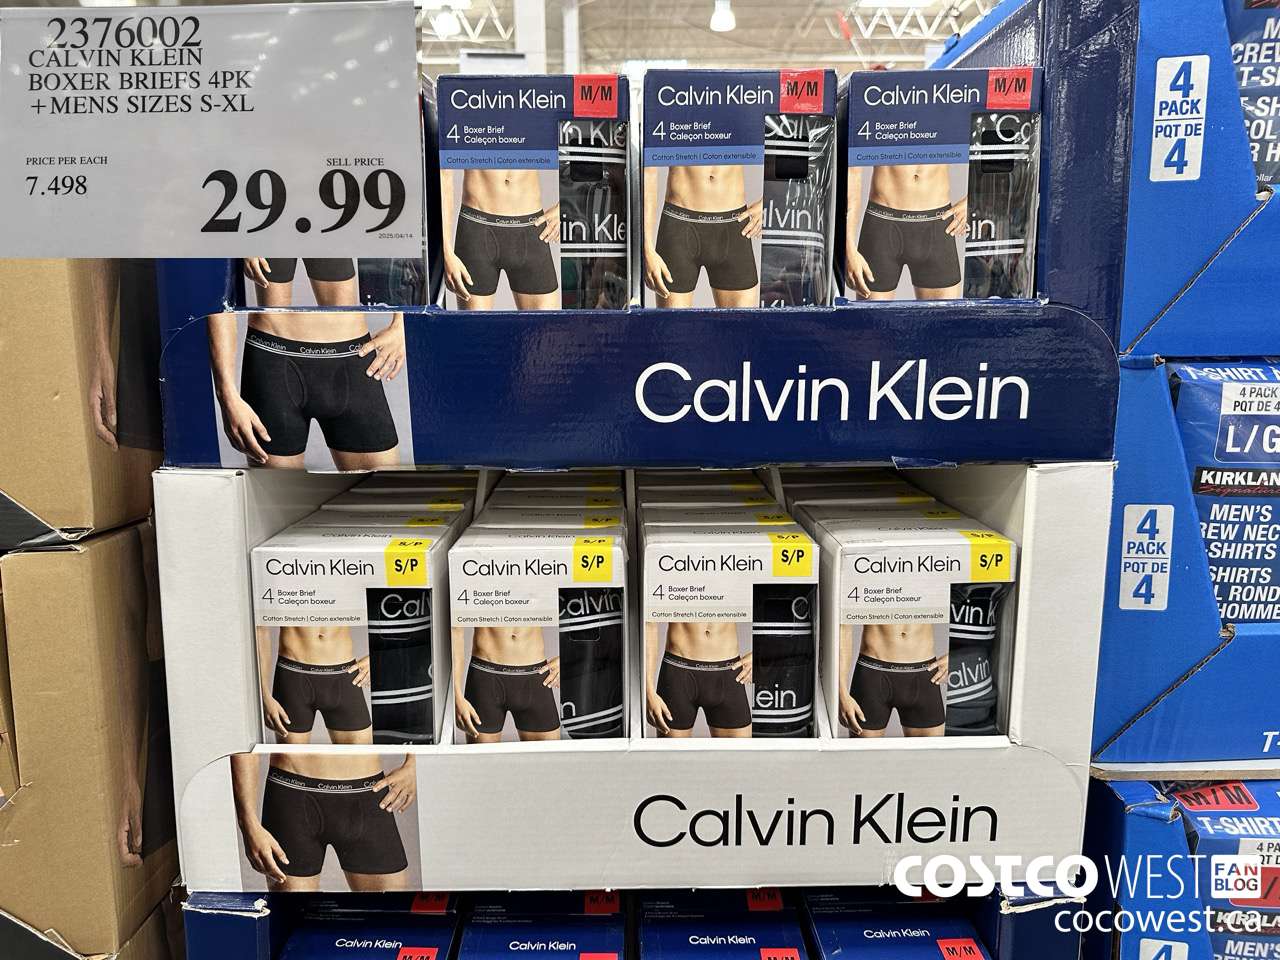 2376002
CALVIN KLEIN
BOXER BRIEFS 4PK
+MENS SIZES S-XL
PRICE PER EACH
7.498
SELL PRICE
29.99
2025/04/14
Calvin Klein M/M
4 Boxer Brief
Caleçon boxeur
Cotton Stretch | Coton extensible
Calvin Klein M/M
4 Boxer Brief
Caleçon boxeur
Cotton Stretch | Coton extensible
Calvin Klein M/M
4 Boxer Brief
Caleçon boxeur
Cotton Stretch | Coton extensible
4
PACK
PQT DE
4
Calvin Klein
Calvin Klein S/P
4 Boxer Brief
Caleçon boxeur
Cotton Stretch | Coton extensible
Calvin Klein S/P
4 Boxer Brief
Caleçon boxeur
Cotton Stretch | Coton extensible
Calvin Klein S/P
4 Boxer Brief
Caleçon boxeur
Cotton Stretch | Coton extensible
Calvin Klein S/P
4 Boxer Brief
Caleçon boxeur
Cotton Stretch | Coton extensible
4 PACK
PQT DE 4
L/G
MEN'S
4
PACK
PQT DE
4
Calvin Klein
M/M
T-SHIRT
COSTCO WEST FAN BLOG
cocowest.ca
Calvin Klein M/M
Calvin Klein
Calvin Klein M/M
Calvin Klein M/M
MEN'S
4